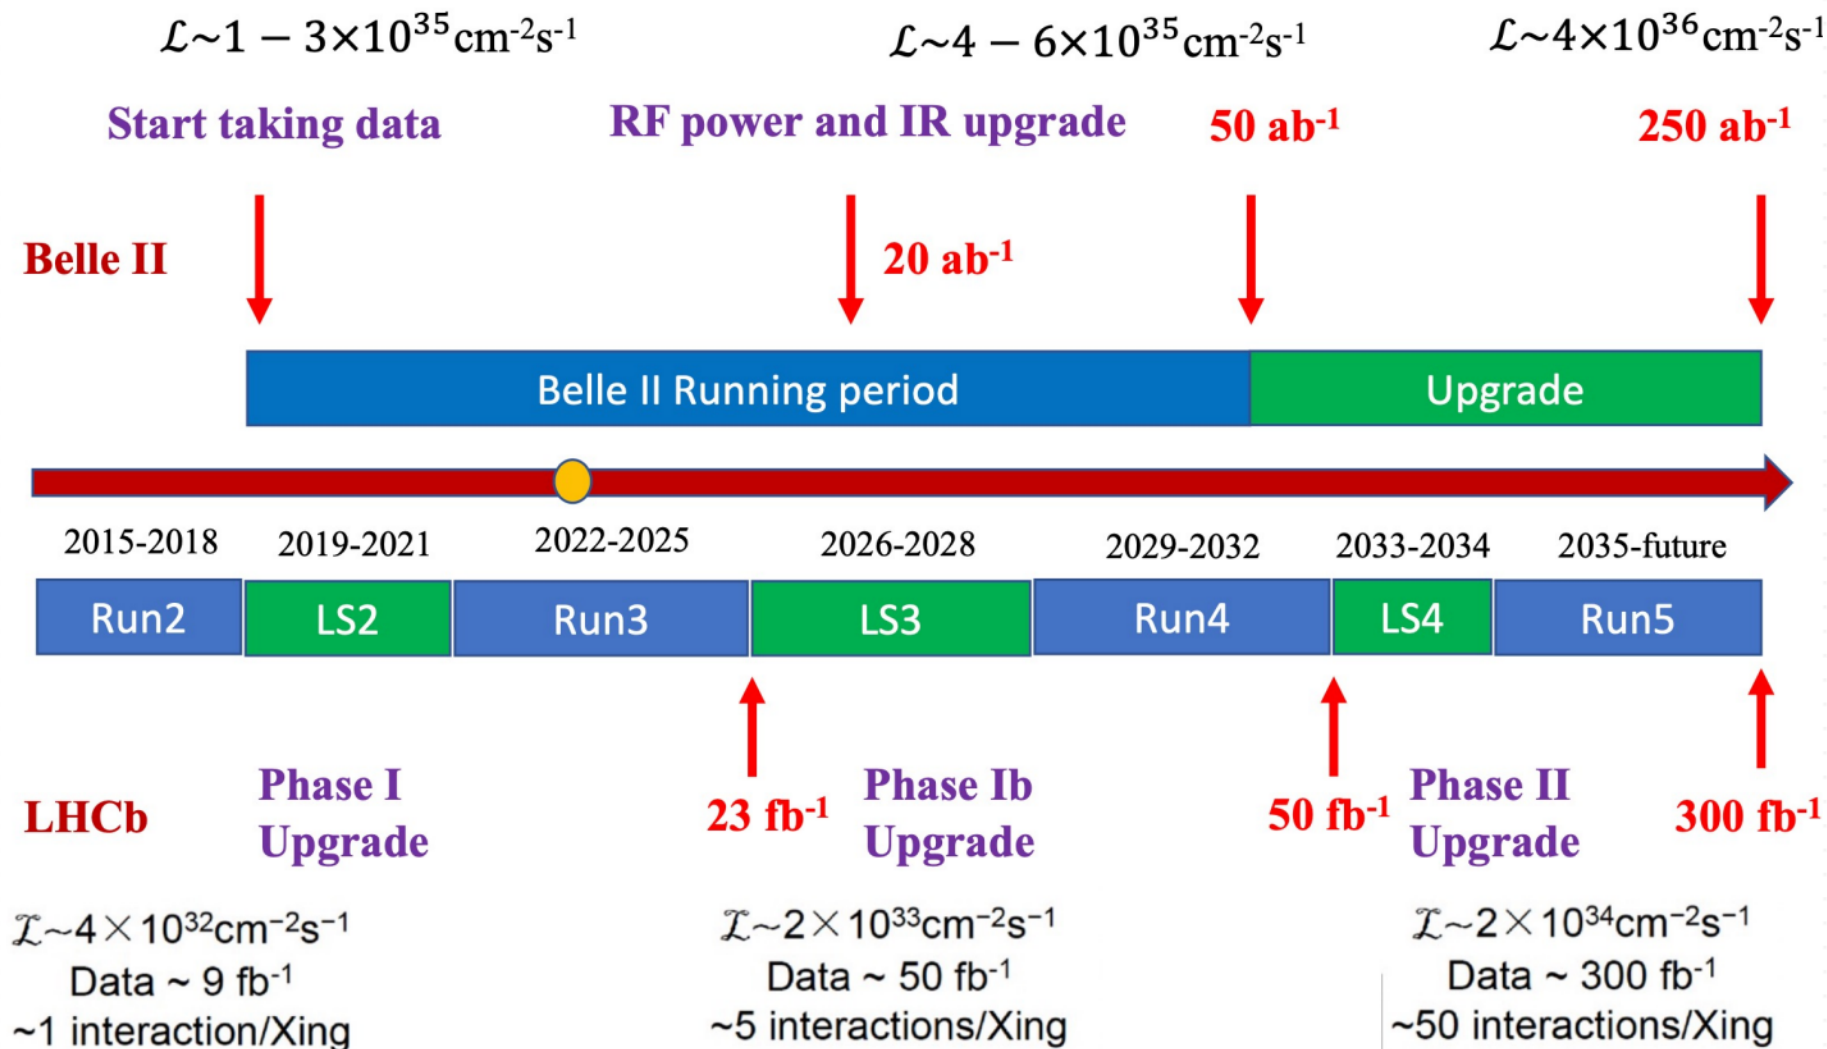 ℒ~1 – 3×10³⁵cm⁻²s⁻¹
ℒ~4 – 6×10³⁵cm⁻²s⁻¹
ℒ~4×10³⁶cm⁻²s⁻¹
Start taking data
RF power and IR upgrade
50 ab⁻¹
250 ab⁻¹
Belle II
20 ab⁻¹
Belle II Running period
Upgrade
2015-2018
2019-2021
2022-2025
2026-2028
2029-2032
2033-2034
2035-future
Run2
LS2
Run3
LS3
Run4
LS4
Run5
LHCb
Phase I
Upgrade
23 fb⁻¹
Phase Ib
Upgrade
50 fb⁻¹
Phase II
Upgrade
300 fb⁻¹
ℒ~4×10³²cm⁻²s⁻¹
Data ~ 9 fb⁻¹
~1 interaction/Xing
ℒ~2×10³³cm⁻²s⁻¹
Data ~ 50 fb⁻¹
~5 interactions/Xing
ℒ~2×10³⁴cm⁻²s⁻¹
Data ~ 300 fb⁻¹
~50 interactions/Xing